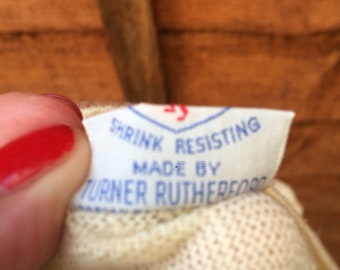 SHRINK RESISTING
MADE BY
TURNER RUTHERFORD